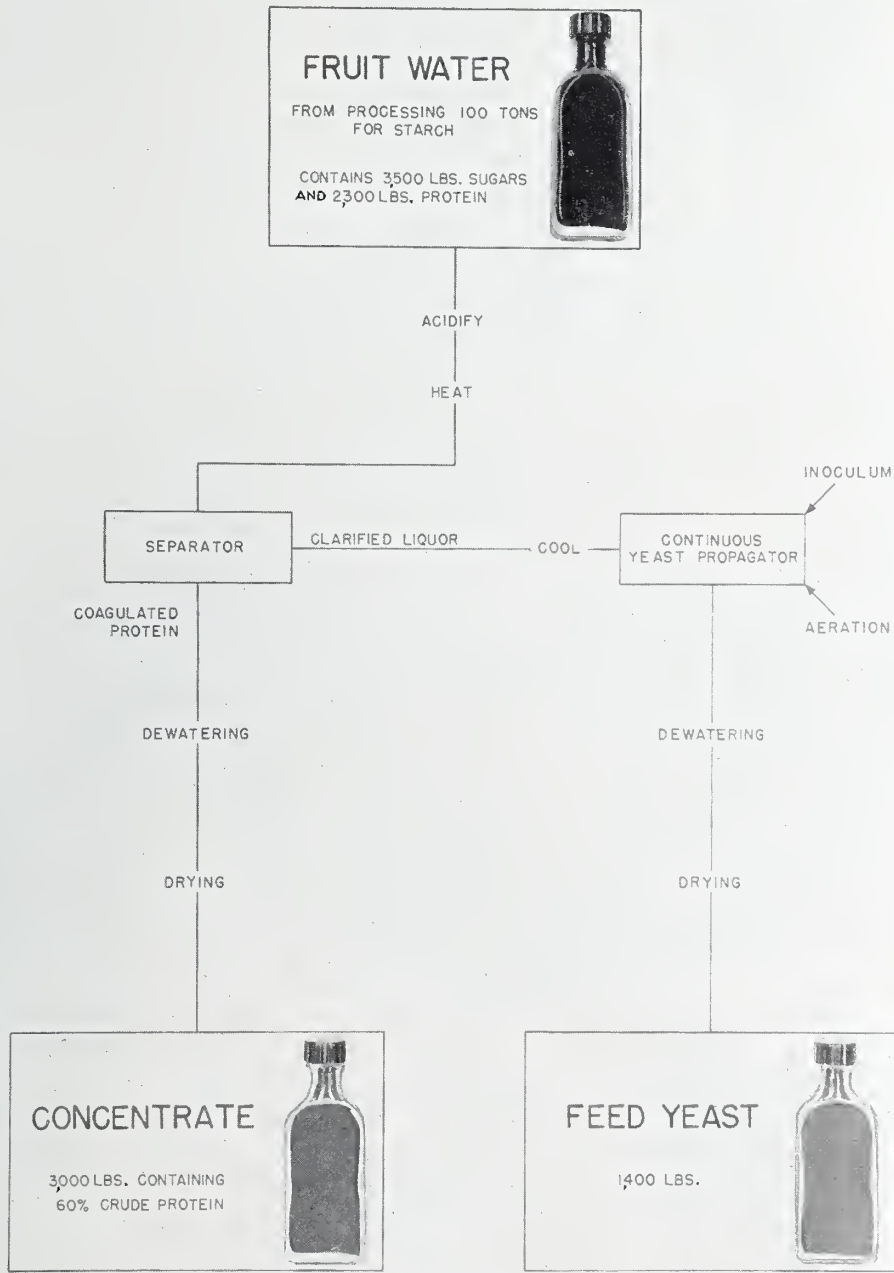 FRUIT WATER
FROM PROCESSING 100 TONS
FOR STARCH
CONTAINS 3,500 LBS. SUGARS
AND 2,300 LBS. PROTEIN
ACIDIFY
HEAT
INOCULUM
SEPARATOR
CLARIFIED LIQUOR
COOL
CONTINUOUS
YEAST PROPAGATOR
COAGULATED
PROTEIN
AERATION
DEWATERING
DEWATERING
DRYING
DRYING
CONCENTRATE
3,000 LBS. CONTAINING
60% CRUDE PROTEIN
FEED YEAST
1,400 LBS.